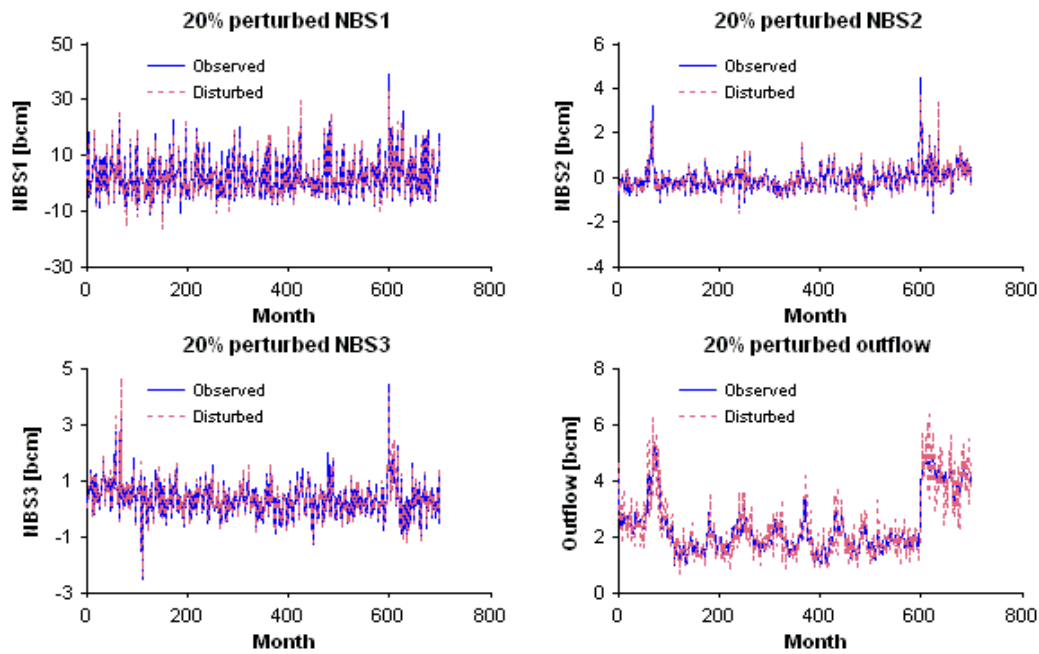 20% perturbed NBS1
50
30
10
-10
-30
NBS1 [bcm]
Observed
Disturbed
0
200
400
600
800
Month
20% perturbed NBS2
6
4
2
0
-2
-4
NBS2 [bcm]
Observed
Disturbed
0
200
400
600
800
Month
20% perturbed NBS3
5
3
1
-1
-3
NBS3 [bcm]
Observed
Disturbed
0
200
400
600
800
Month
20% perturbed outflow
8
6
4
2
0
Outflow [bcm]
Observed
Disturbed
0
200
400
600
800
Month